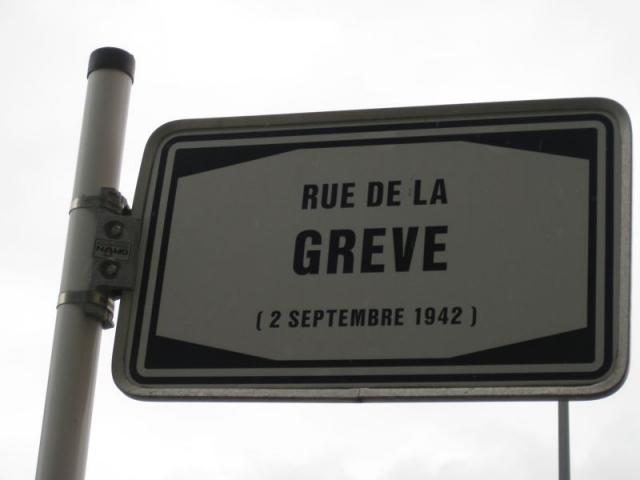 RUE DE LA
GREVE
( 2 SEPTEMBRE 1942 )